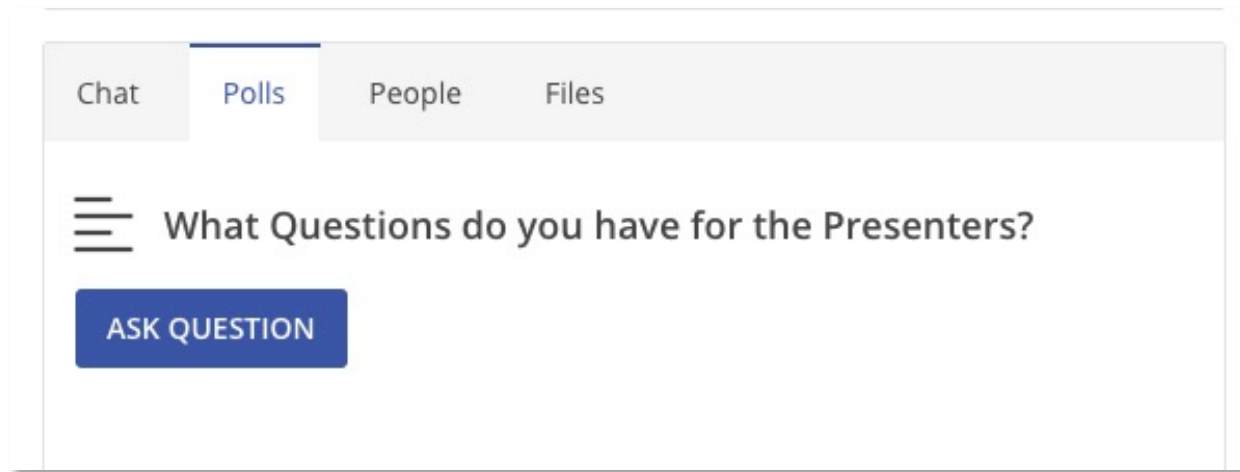 Chat Polls People Files
What Questions do you have for the Presenters?
ASK QUESTION